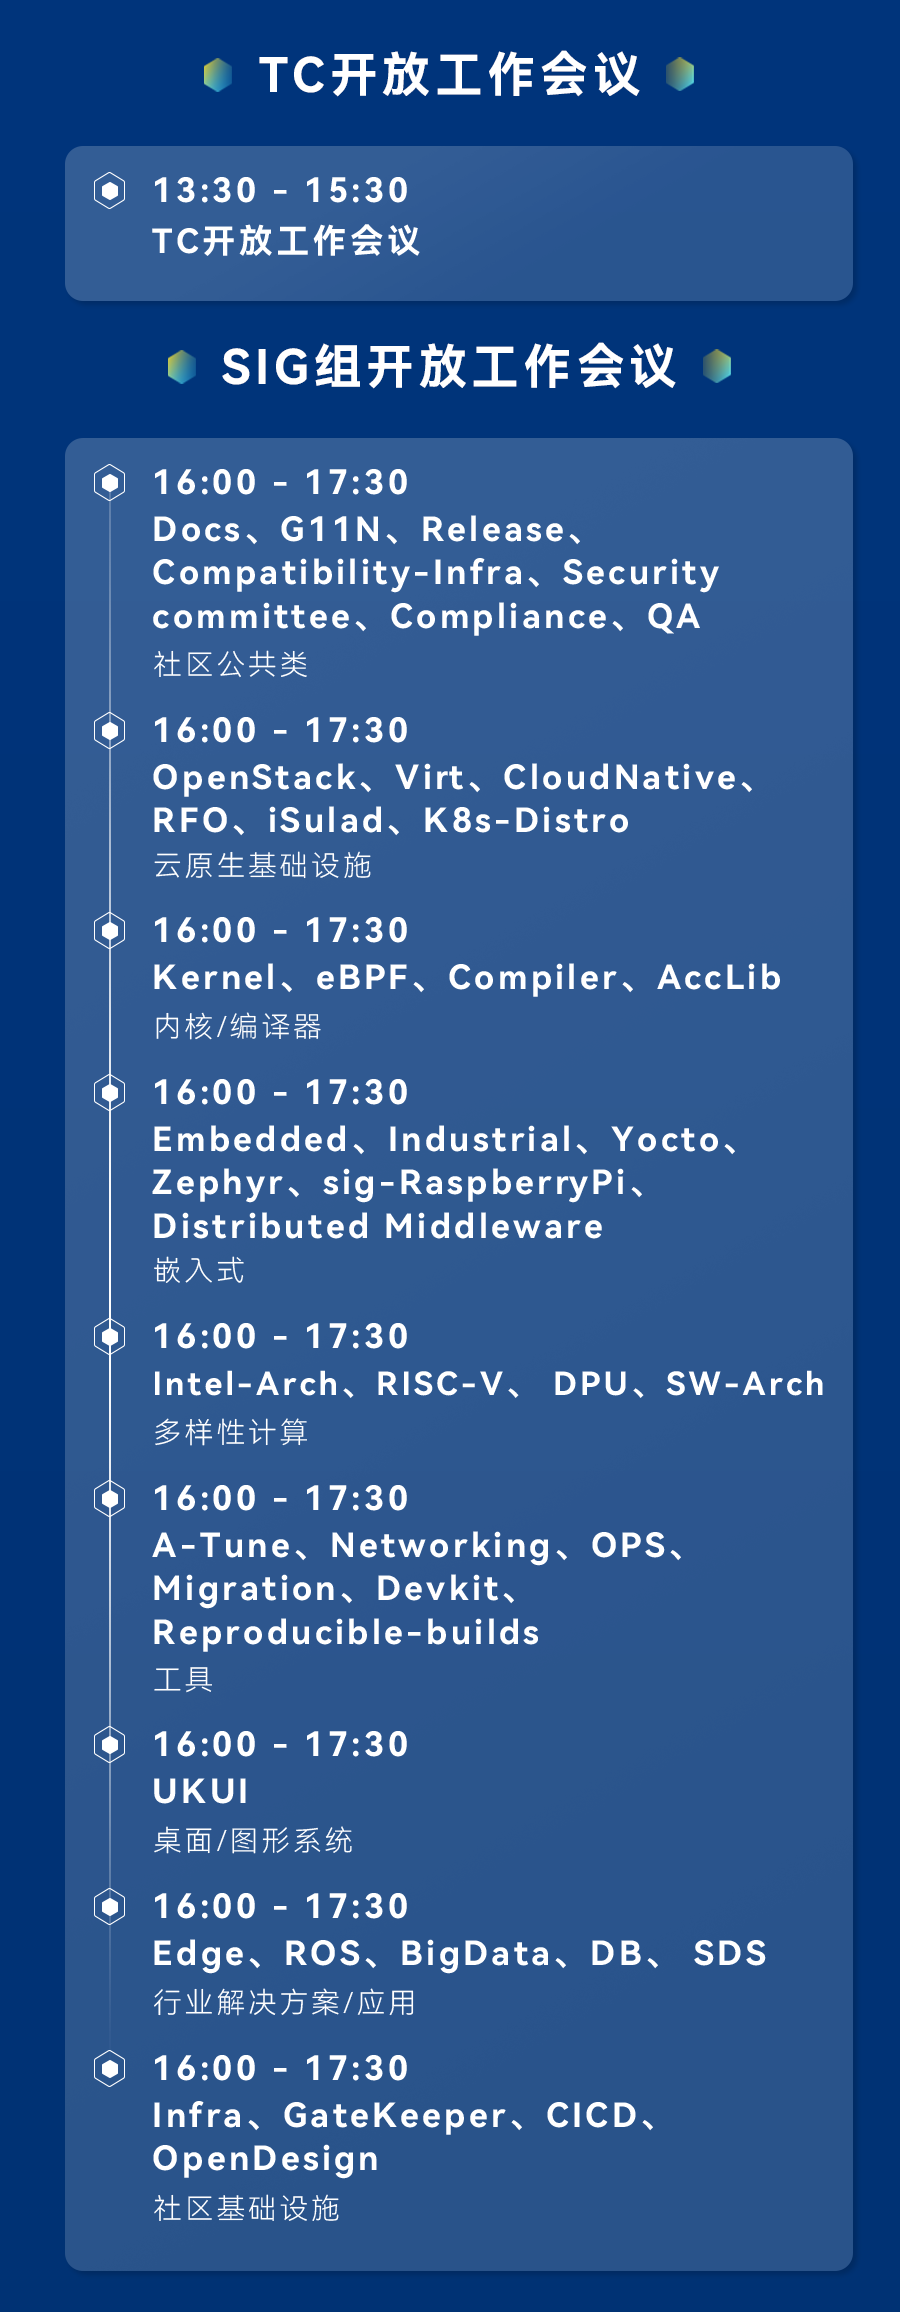 TC开放工作会议
13:30 - 15:30
TC开放工作会议
SIG组开放工作会议
16:00 - 17:30
Docs、G11N、Release、
Compatibility-Infra、Security
committee、Compliance、QA
社区公共类
16:00 - 17:30
OpenStack、Virt、CloudNative、
RFO、iSulad、K8s-Distro
云原生基础设施
16:00 - 17:30
Kernel、eBPF、Compiler、AccLib
内核/编译器
16:00 - 17:30
Embedded、Industrial、Yocto、
Zephyr、sig-RaspberryPi、
Distributed Middleware
嵌入式
16:00 - 17:30
Intel-Arch、RISC-V、 DPU、SW-Arch
多样性计算
16:00 - 17:30
A-Tune、Networking、OPS、
Migration、Devkit、
Reproducible-builds
工具
16:00 - 17:30
UKUI
桌面/图形系统
16:00 - 17:30
Edge、ROS、BigData、DB、 SDS
行业解决方案/应用
16:00 - 17:30
Infra、GateKeeper、CICD、
OpenDesign
社区基础设施